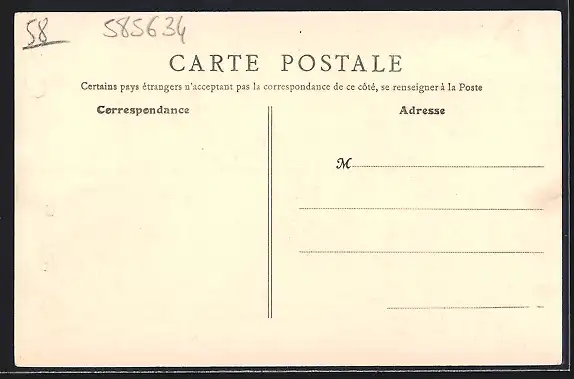 58 585634
CARTE POSTALE
Certains pays étrangers n'acceptant pas la correspondance de ce côté, se renseigner à la Poste
Correspondance Adresse
M